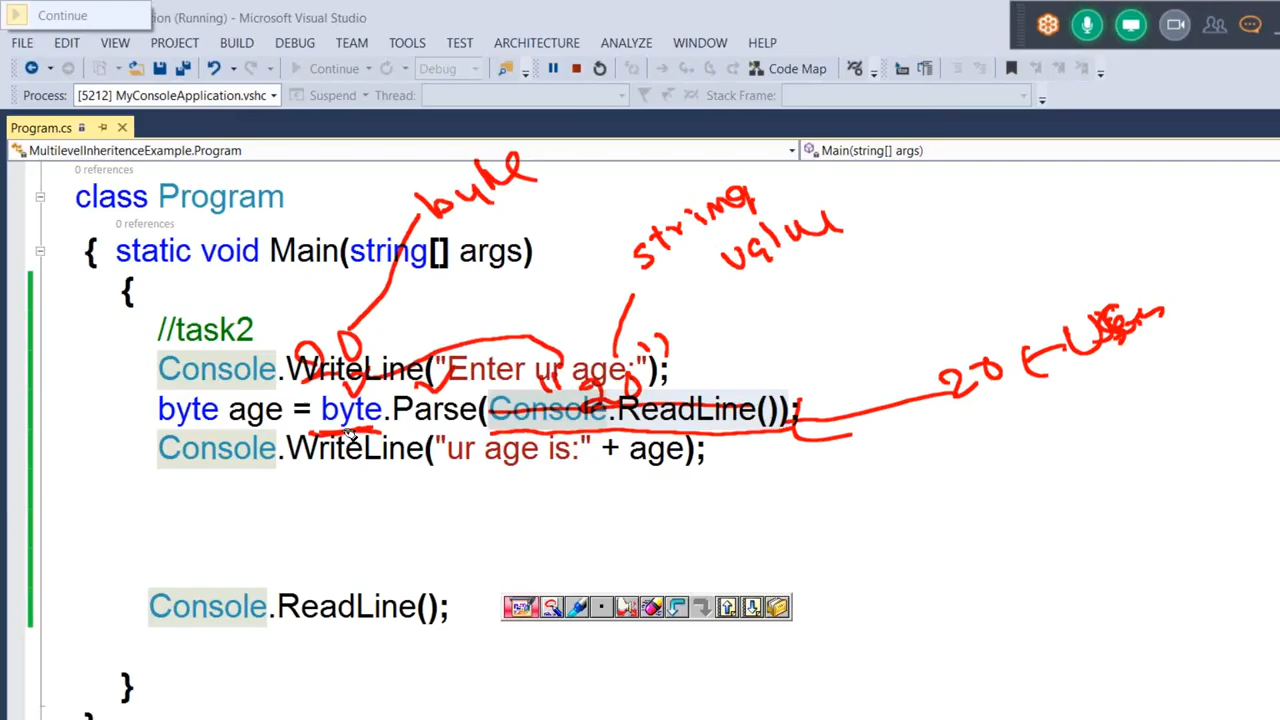 Continue
tion (Running) - Microsoft Visual Studio
FILE EDIT VIEW PROJECT BUILD DEBUG TEAM TOOLS TEST ARCHITECTURE ANALYZE WINDOW HELP
Continue Debug Code Map
Process: [5212] MyConsoleApplication.vshc Suspend Thread: Stack Frame:
Program.cs
MultilevelInheritenceExample.Program Main(string[] args)
0 references
class Program
byte
string
value
0 references
{ static void Main(string[] args)
{
//task2
20
Console.WriteLine("Enter ur age:");
"20"
20 ← User
byte age = byte.Parse(Console.ReadLine());
Console.WriteLine("ur age is:" + age);
Console.ReadLine();
}
}